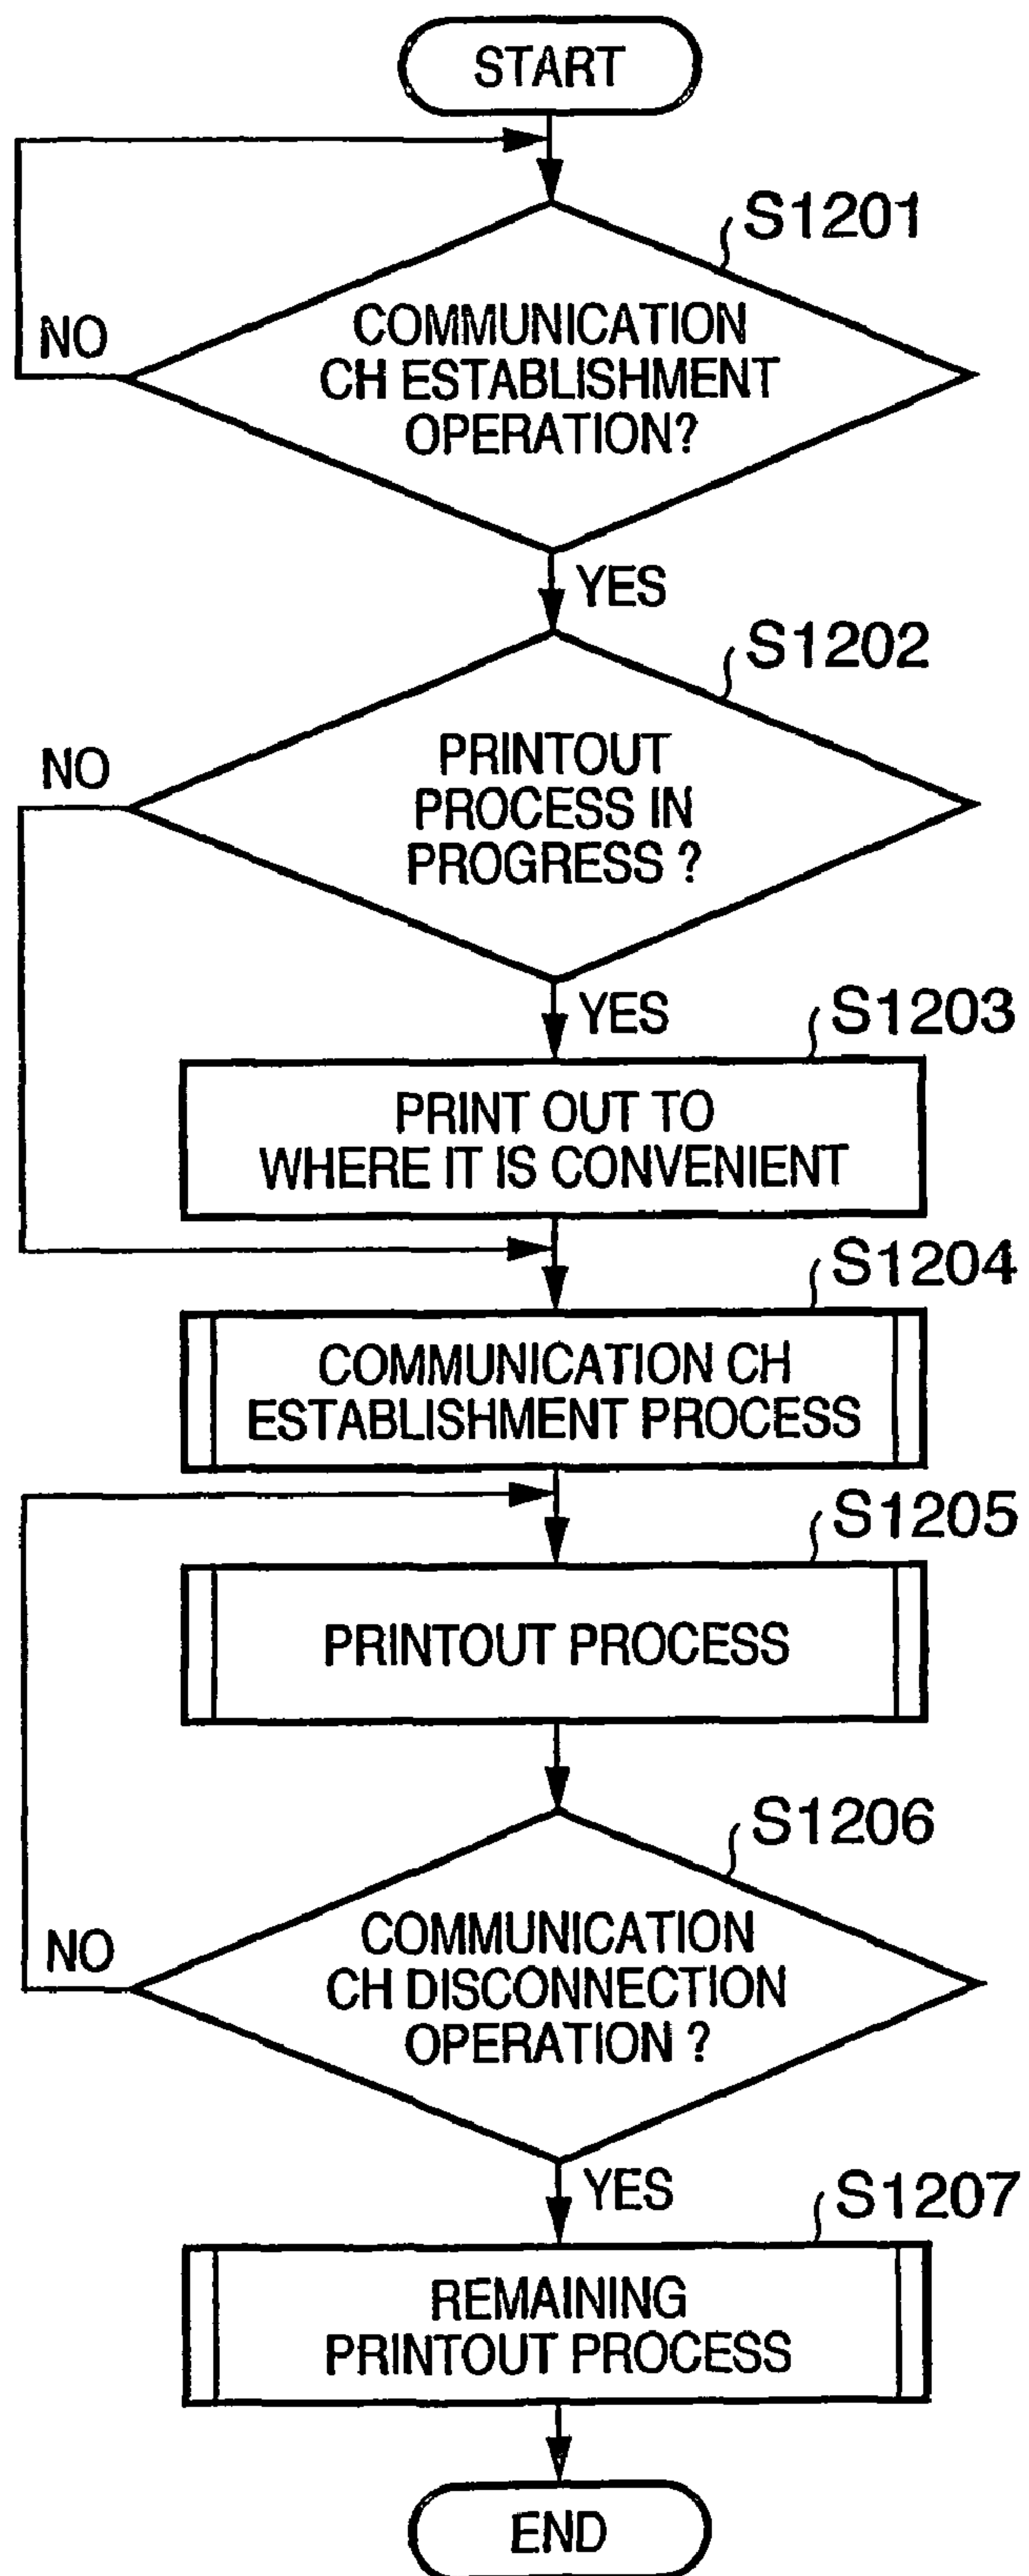 START
S1201
NO
COMMUNICATION
CH ESTABLISHMENT
OPERATION?
YES
S1202
NO
PRINTOUT
PROCESS IN
PROGRESS ?
YES
S1203
PRINT OUT TO
WHERE IT IS CONVENIENT
S1204
COMMUNICATION CH
ESTABLISHMENT PROCESS
S1205
PRINTOUT PROCESS
S1206
NO
COMMUNICATION
CH DISCONNECTION
OPERATION ?
YES
S1207
REMAINING
PRINTOUT PROCESS
END